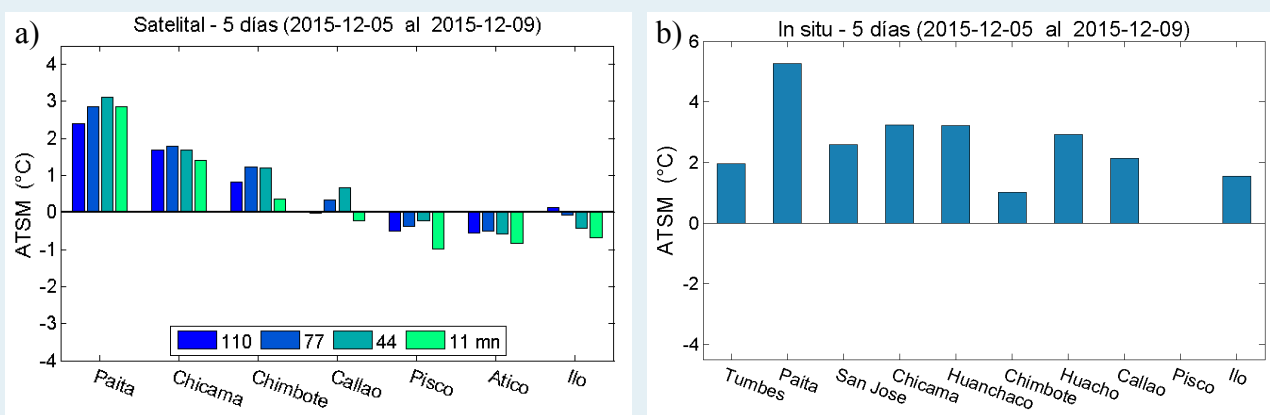 a)
Satelital - 5 días (2015-12-05 al 2015-12-09)
ATSM (°C)
4
3
2
1
0
-1
-2
-3
-4
110 77 44 11 mn
Paita Chicama Chimbote Callao Pisco Atico Ilo
b)
In situ - 5 días (2015-12-05 al 2015-12-09)
ATSM (°C)
6
4
2
0
-2
-4
Tumbes Paita San Jose Chicama Huanchaco Chimbote Huacho Callao Pisco Ilo